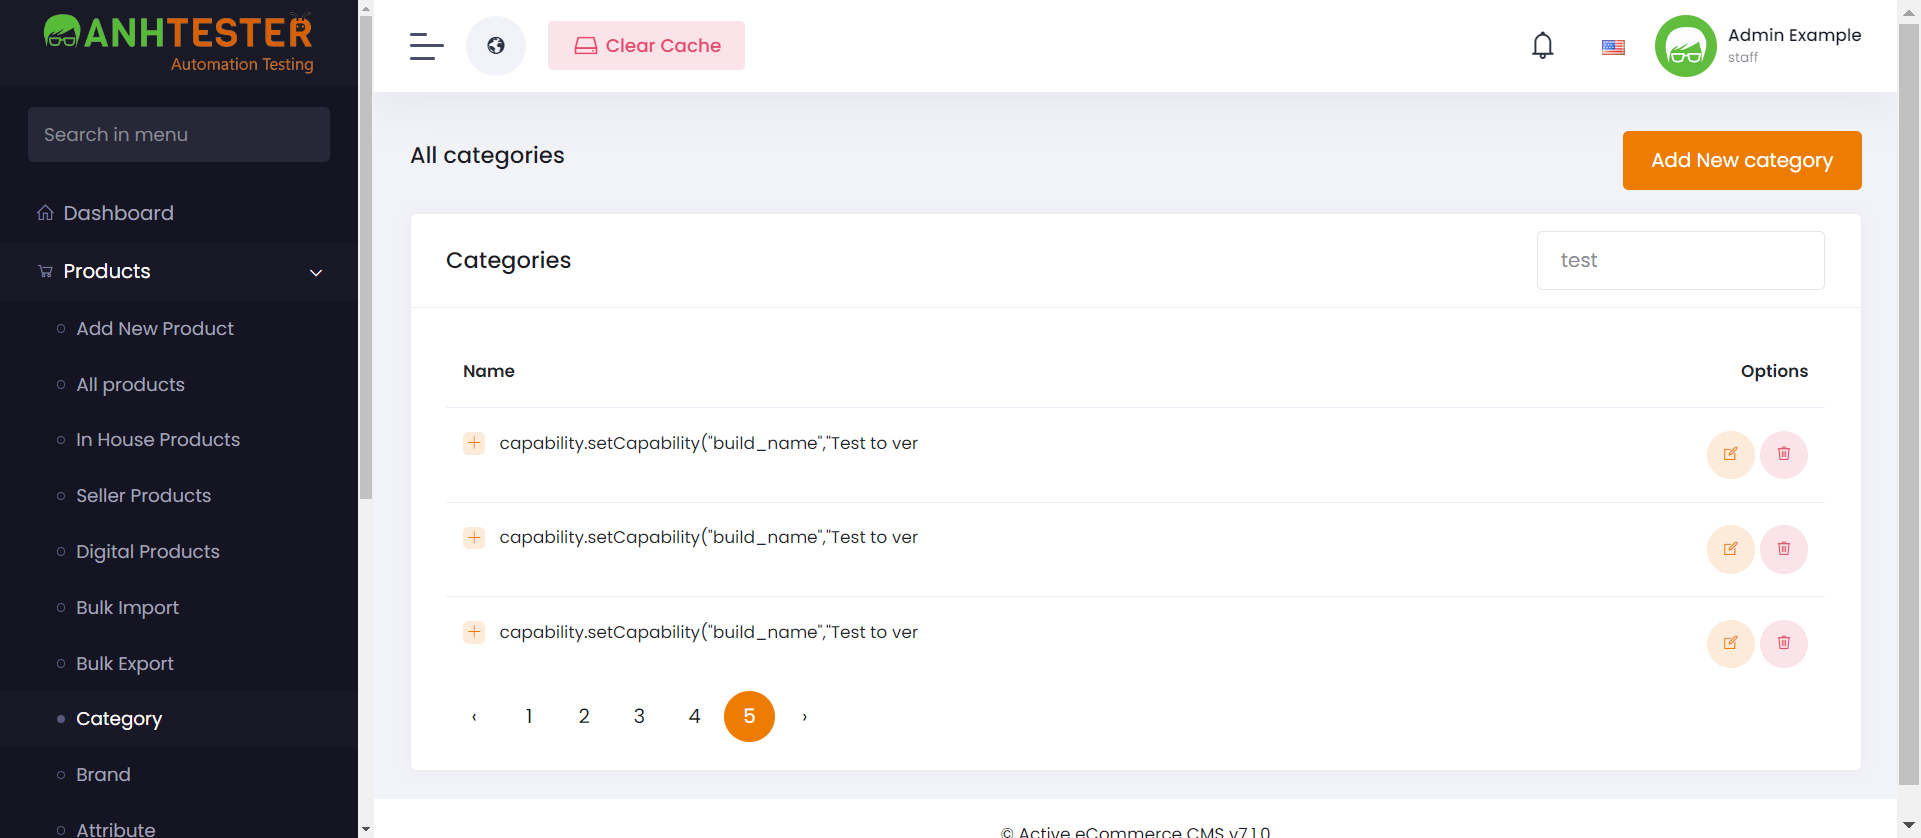 ANHTESTER
Automation Testing
Search in menu
Dashboard
Products
Add New Product
All products
In House Products
Seller Products
Digital Products
Bulk Import
Bulk Export
Category
Brand
Attribute
Clear Cache
Admin Example
staff
All categories
Add New category
Categories
test
Name
Options
capability.setCapability("build_name","Test to ver
capability.setCapability("build_name","Test to ver
capability.setCapability("build_name","Test to ver
‹ 1 2 3 4 5 ›
© Active eCommerce CMS v7.1.0